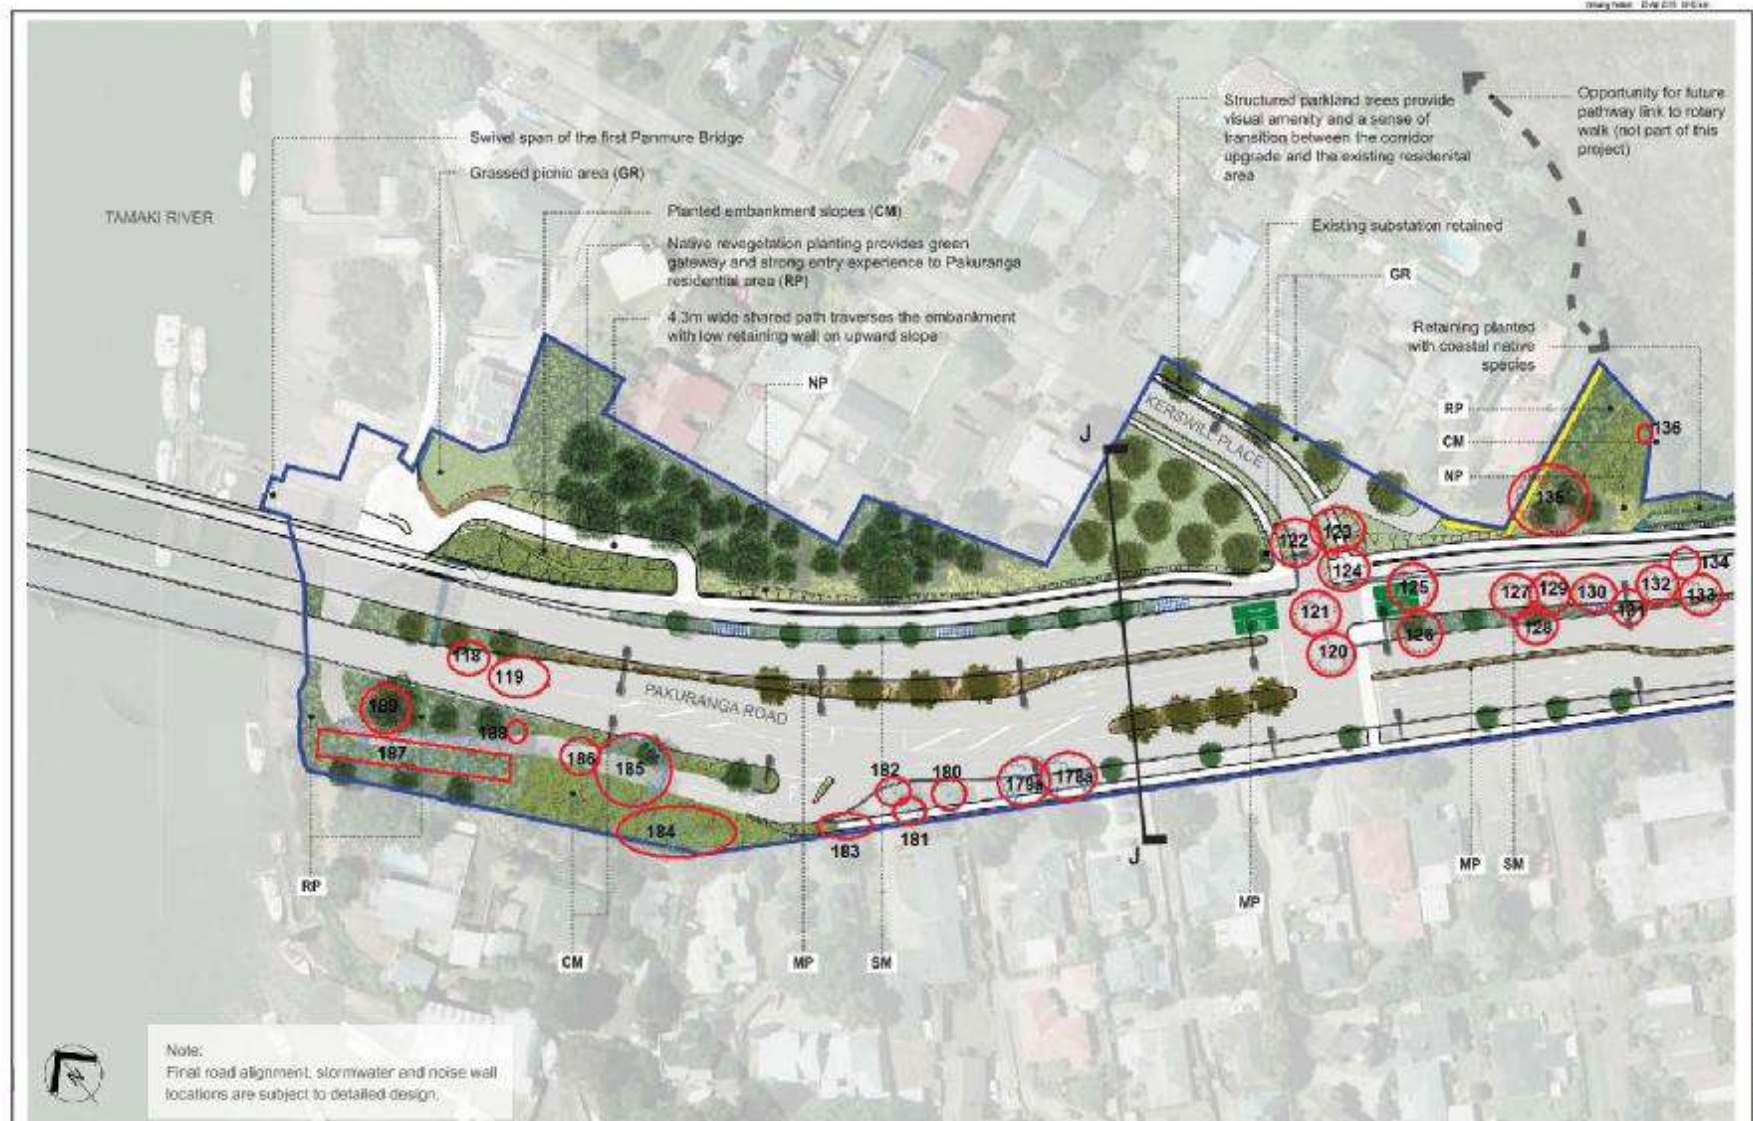 Swivel span of the first Panmure Bridge
Grassed picnic area (GR)
TAMAKI RIVER
Planted embankment slopes (CM)
Native revegetation planting provides green
gateway and strong entry experience to Pakuranga
residential area (RP)
4.3m wide shared path traverses the embankment
with low retaining wall on upward slope
NP
Structured parkland trees provide
visual amenity and a sense of
transition between the corridor
upgrade and the existing residential
area
Opportunity for future
pathway link to rotary
walk (not part of this
project)
Existing substation retained
GR
Retaining planted
with coastal native
species
RP
CM
NP
136
135
J
KERSWILL PLACE
122
123
124
121
120
125
126
127
129
130
128
131
132
134
133
118
119
PAKURANGA ROAD
189
188
187
186
185
184
182
180
179a
178a
183
181
J
RP
CM
MP
SM
MP
MP
SM
Note:
Final road alignment, stormwater and noise wall
locations are subject to detailed design.